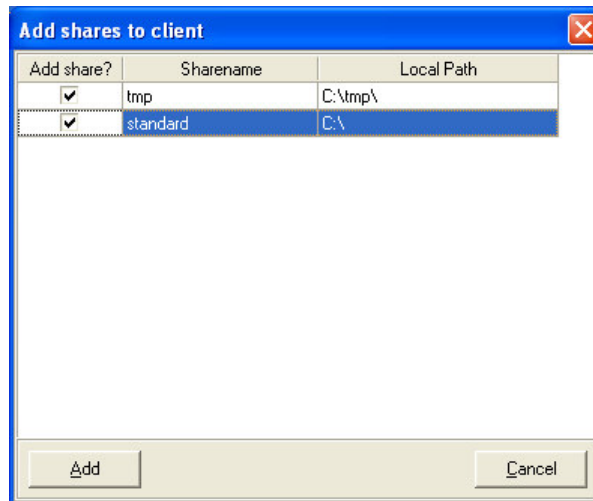 Add shares to client
Add share? Sharename Local Path
tmp C:\tmp\
standard C:\
Add Cancel